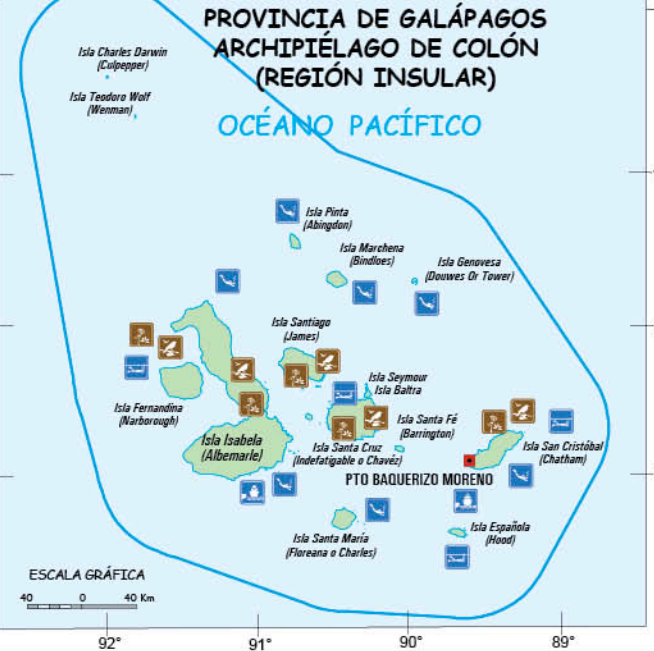 PROVINCIA DE GALÁPAGOS
ARCHIPIÉLAGO DE COLÓN
(REGIÓN INSULAR)
OCÉANO PACÍFICO
Isla Charles Darwin
(Culpepper)
Isla Teodoro Wolf
(Wenman)
Isla Pinta
(Abingdon)
Isla Marchena
(Bindloes)
Isla Genovesa
(Douwes Or Tower)
Isla Santiago
(James)
Isla Seymour
Isla Baltra
Isla Fernandina
(Narborough)
Isla Isabela
(Albemarle)
Isla Santa Cruz
(Indefatigable o Chavéz)
Isla Santa Fé
(Barrington)
Isla San Cristóbal
(Chatham)
PTO BAQUERIZO MORENO
Isla Santa María
(Floreana o Charles)
Isla Española
(Hood)
ESCALA GRÁFICA
40 0 40 Km
92° 91° 90° 89°